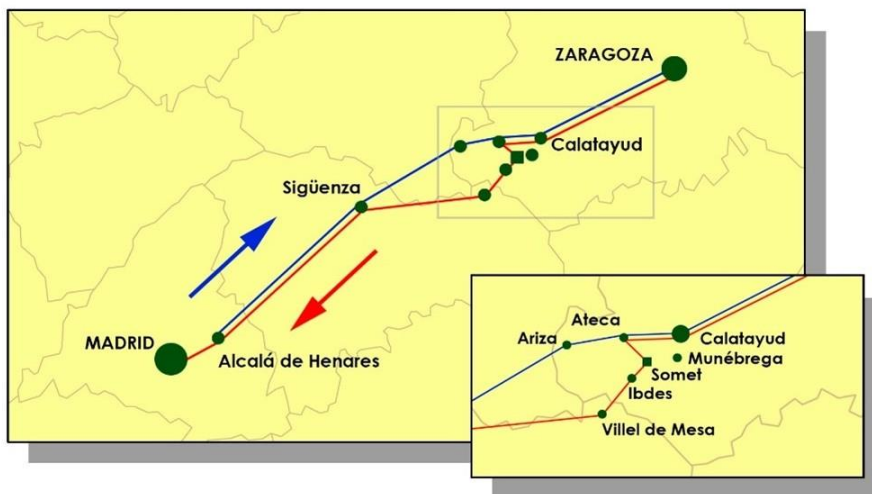 ZARAGOZA
Calatayud
Sigüenza
MADRID
Alcalá de Henares
Ateca
Ariza
Calatayud
Munébrega
Somet
Ibdes
Villel de Mesa